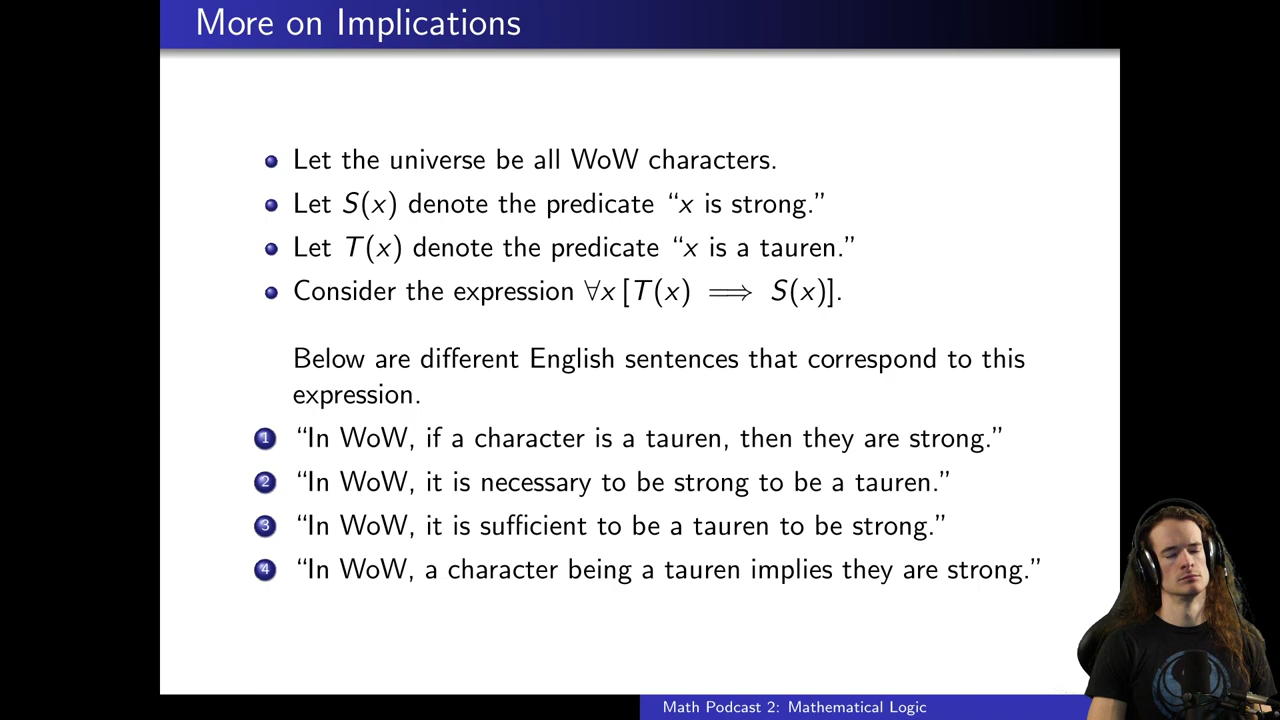 More on Implications
Let the universe be all WoW characters.
Let S(x) denote the predicate “x is strong.”
Let T(x) denote the predicate “x is a tauren.”
Consider the expression ∀x [T(x) ⟹ S(x)].
Below are different English sentences that correspond to this
expression.
1 “In WoW, if a character is a tauren, then they are strong.”
2 “In WoW, it is necessary to be strong to be a tauren.”
3 “In WoW, it is sufficient to be a tauren to be strong.”
4 “In WoW, a character being a tauren implies they are strong.”
Math Podcast 2: Mathematical Logic